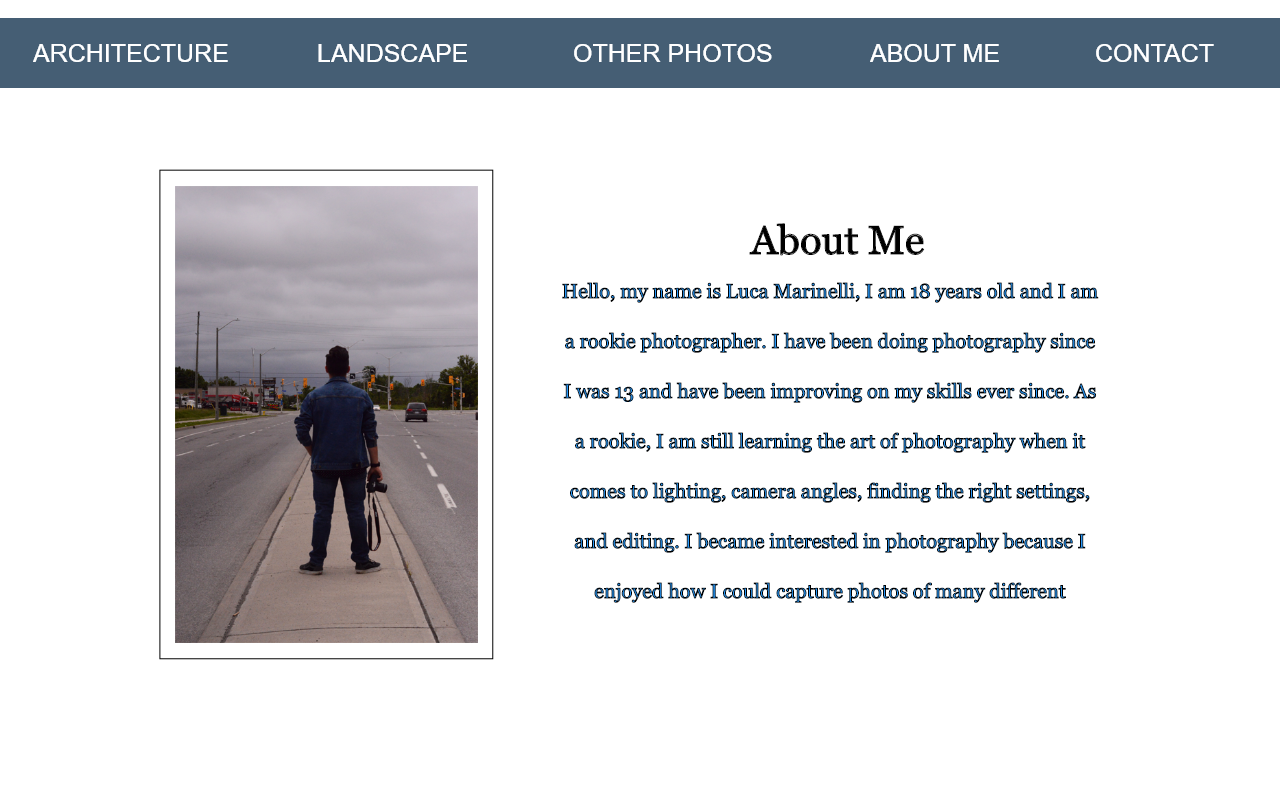 ARCHITECTURE LANDSCAPE OTHER PHOTOS ABOUT ME CONTACT
About Me
Hello, my name is Luca Marinelli, I am 18 years old and I am
a rookie photographer. I have been doing photography since
I was 13 and have been improving on my skills ever since. As
a rookie, I am still learning the art of photography when it
comes to lighting, camera angles, finding the right settings,
and editing. I became interested in photography because I
enjoyed how I could capture photos of many different